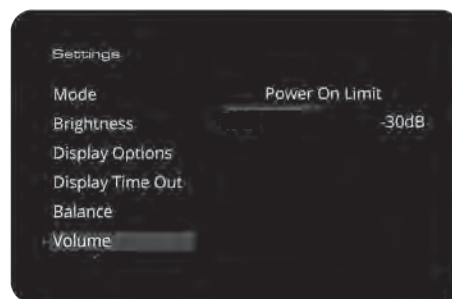 Settings
Mode
Brightness
Display Options
Display Time Out
Balance
Volume
Power On Limit
-30dB